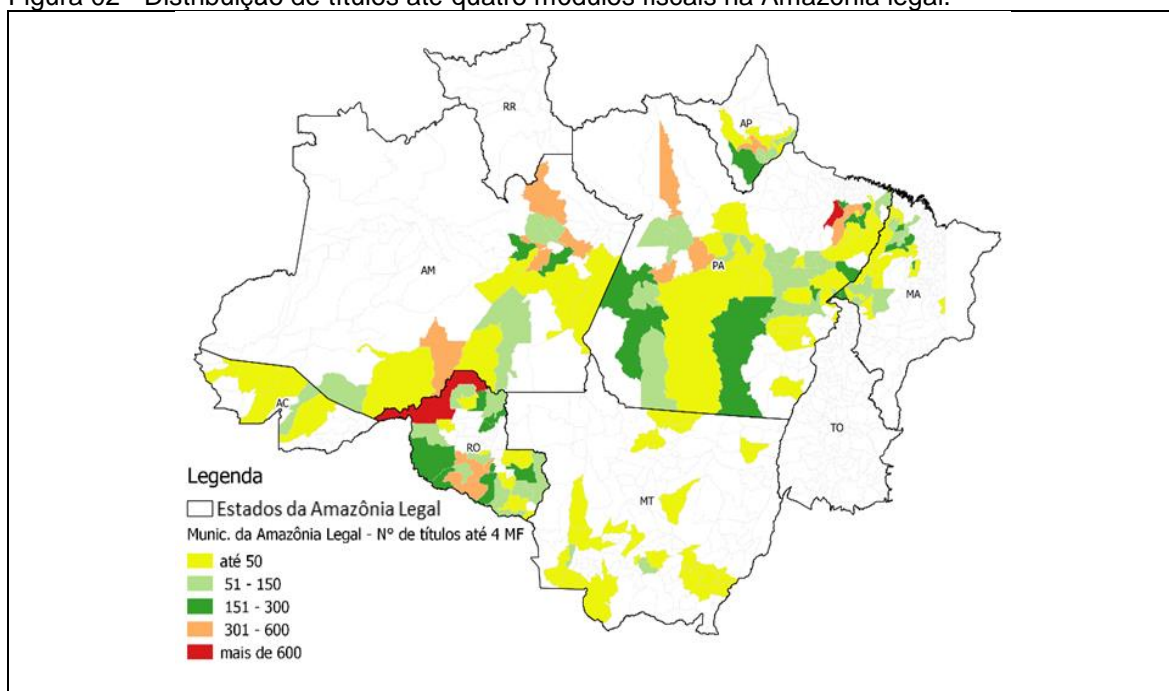 Figura 02 - Distribuição de títulos até quatro módulos fiscais na Amazônia legal.
RR
AP
AM
PA
MA
AC
TO
RO
MT
Legenda
Estados da Amazônia Legal
Munic. da Amazônia Legal - N° de títulos até 4 MF
até 50
51 - 150
151 - 300
301 - 600
mais de 600